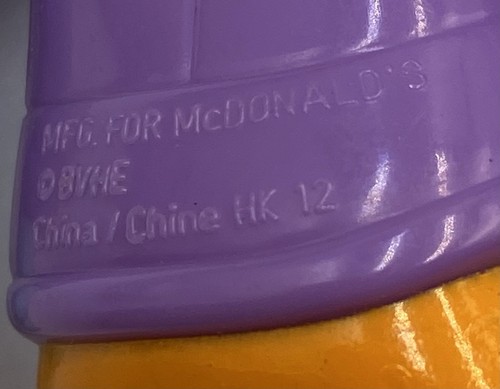 MFG. FOR McDONALD'S
©BVHE
China / Chine HK 12